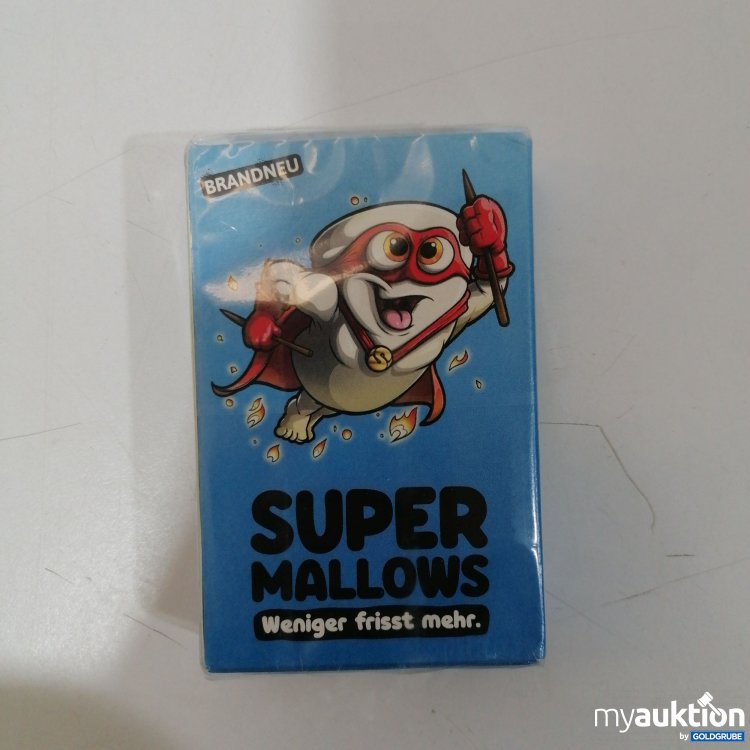 BRANDNEU
S
SUPER
MALLOWS
Weniger frisst mehr.
myauktion
by GOLDGRUBE